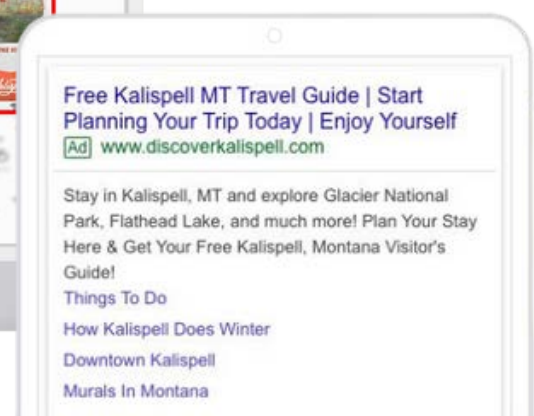 Free Kalispell MT Travel Guide | Start
Planning Your Trip Today | Enjoy Yourself
Ad www.discoverkalispell.com
Stay in Kalispell, MT and explore Glacier National
Park, Flathead Lake, and much more! Plan Your Stay
Here & Get Your Free Kalispell, Montana Visitor's
Guide!
Things To Do
How Kalispell Does Winter
Downtown Kalispell
Murals In Montana